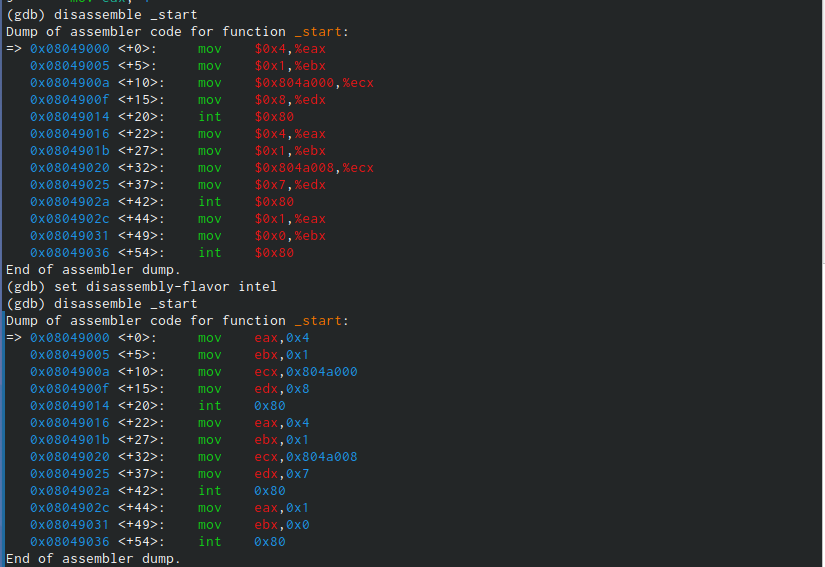 (gdb) disassemble _start
Dump of assembler code for function _start:
=> 0x08049000 <+0>: mov $0x4,%eax
0x08049005 <+5>: mov $0x1,%ebx
0x0804900a <+10>: mov $0x804a000,%ecx
0x0804900f <+15>: mov $0x8,%edx
0x08049014 <+20>: int $0x80
0x08049016 <+22>: mov $0x4,%eax
0x0804901b <+27>: mov $0x1,%ebx
0x08049020 <+32>: mov $0x804a008,%ecx
0x08049025 <+37>: mov $0x7,%edx
0x0804902a <+42>: int $0x80
0x0804902c <+44>: mov $0x1,%eax
0x08049031 <+49>: mov $0x0,%ebx
0x08049036 <+54>: int $0x80
End of assembler dump.
(gdb) set disassembly-flavor intel
(gdb) disassemble _start
Dump of assembler code for function _start:
=> 0x08049000 <+0>: mov eax,0x4
0x08049005 <+5>: mov ebx,0x1
0x0804900a <+10>: mov ecx,0x804a000
0x0804900f <+15>: mov edx,0x8
0x08049014 <+20>: int 0x80
0x08049016 <+22>: mov eax,0x4
0x0804901b <+27>: mov ebx,0x1
0x08049020 <+32>: mov ecx,0x804a008
0x08049025 <+37>: mov edx,0x7
0x0804902a <+42>: int 0x80
0x0804902c <+44>: mov eax,0x1
0x08049031 <+49>: mov ebx,0x0
0x08049036 <+54>: int 0x80
End of assembler dump.